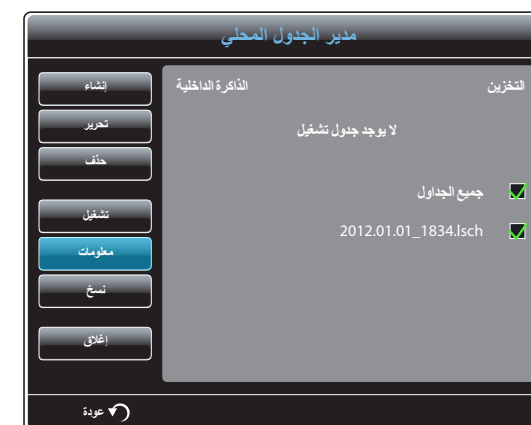 مدير الجدول المحلي
التخزين الذاكرة الداخلية
لا يوجد جدول تشغيل
جميع الجداول
2012.01.01_1834.lsch
إنشاء
تحرير
حذف
تشغيل
معلومات
نسخ
إغلاق
عودة